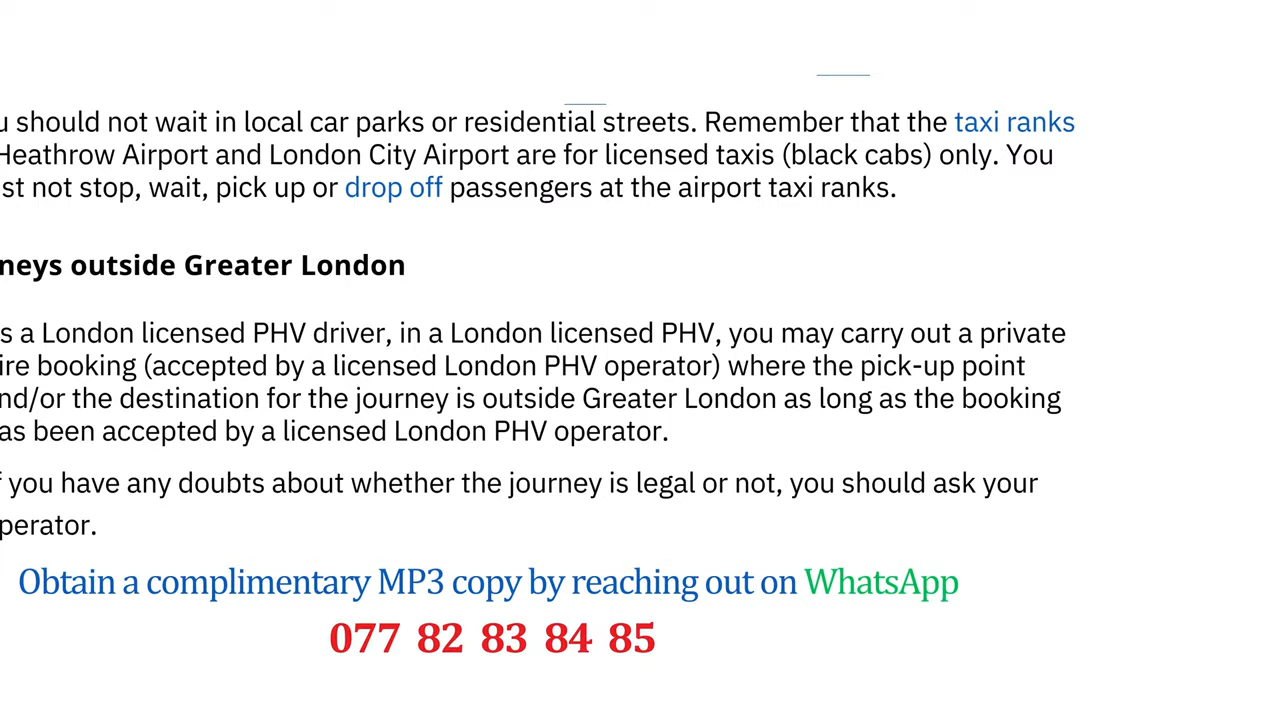 u should not wait in local car parks or residential streets. Remember that the taxi ranks
Heathrow Airport and London City Airport are for licensed taxis (black cabs) only. You
st not stop, wait, pick up or drop off passengers at the airport taxi ranks.
neys outside Greater London
s a London licensed PHV driver, in a London licensed PHV, you may carry out a private
ire booking (accepted by a licensed London PHV operator) where the pick-up point
nd/or the destination for the journey is outside Greater London as long as the booking
as been accepted by a licensed London PHV operator.
f you have any doubts about whether the journey is legal or not, you should ask your
perator.
Obtain a complimentary MP3 copy by reaching out on WhatsApp
077 82 83 84 85